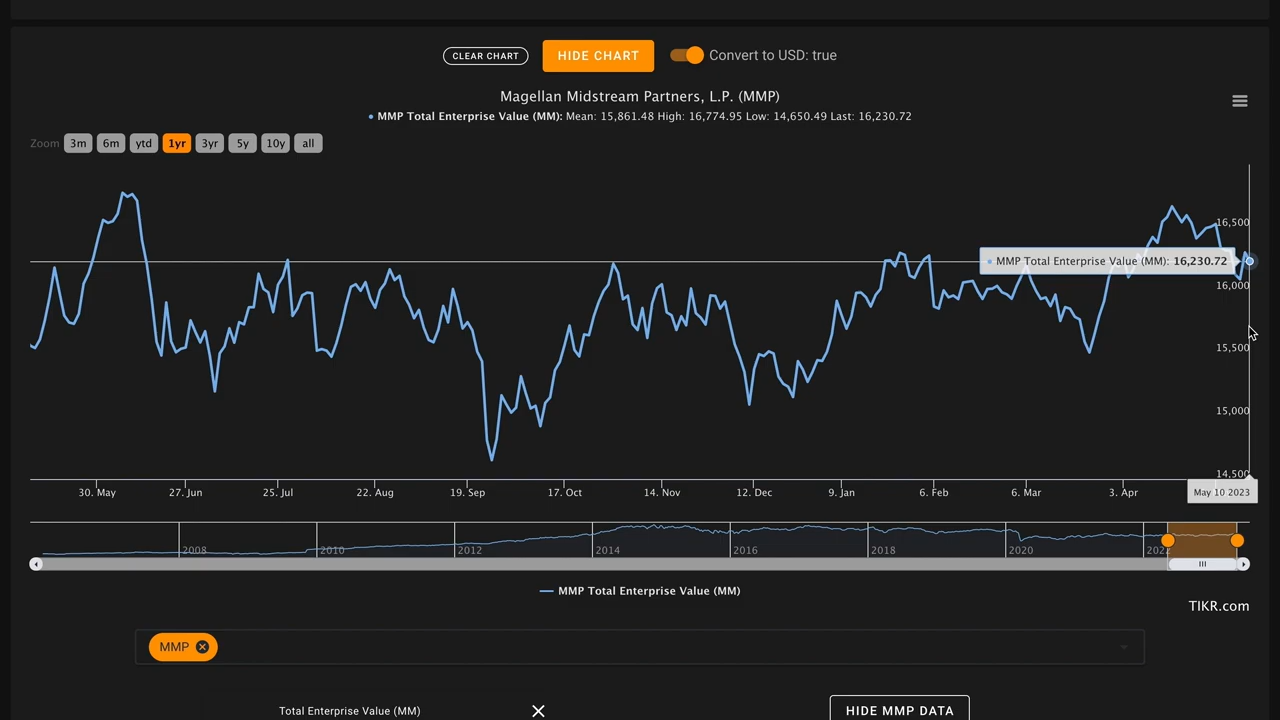 CLEAR CHART HIDE CHART Convert to USD: true
Magellan Midstream Partners, L.P. (MMP)
MMP Total Enterprise Value (MM): Mean: 15,861.48 High: 16,774.95 Low: 14,650.49 Last: 16,230.72
Zoom 3m 6m ytd 1yr 3yr 5y 10y all
16,500
MMP Total Enterprise Value (MM): 16,230.72
16,000
15,500
15,000
14,500
30. May 27. Jun 25. Jul 22. Aug 19. Sep 17. Oct 14. Nov 12. Dec 9. Jan 6. Feb 6. Mar 3. Apr May 10 2023
2008 2010 2012 2014 2016 2018 2020 2022
MMP Total Enterprise Value (MM)
TIKR.com
MMP
Total Enterprise Value (MM) HIDE MMP DATA